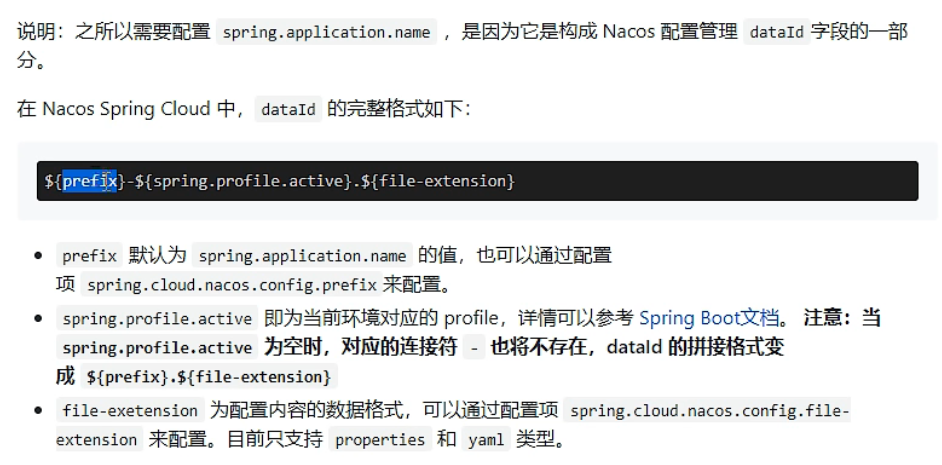 说明：之所以需要配置 spring.application.name ，是因为它是构成 Nacos 配置管理 dataId 字段的一部
分。
在 Nacos Spring Cloud 中，dataId 的完整格式如下：
${prefix}-${spring.profile.active}.${file-extension}
• prefix 默认为 spring.application.name 的值，也可以通过配置
项 spring.cloud.nacos.config.prefix来配置。
• spring.profile.active 即为当前环境对应的 profile，详情可以参考 Spring Boot文档。 注意：当
spring.profile.active 为空时，对应的连接符 - 也将不存在，dataId 的拼接格式变
成 ${prefix}.${file-extension}
• file-exetension 为配置内容的数据格式，可以通过配置项 spring.cloud.nacos.config.file-
extension 来配置。目前只支持 properties 和 yaml 类型。